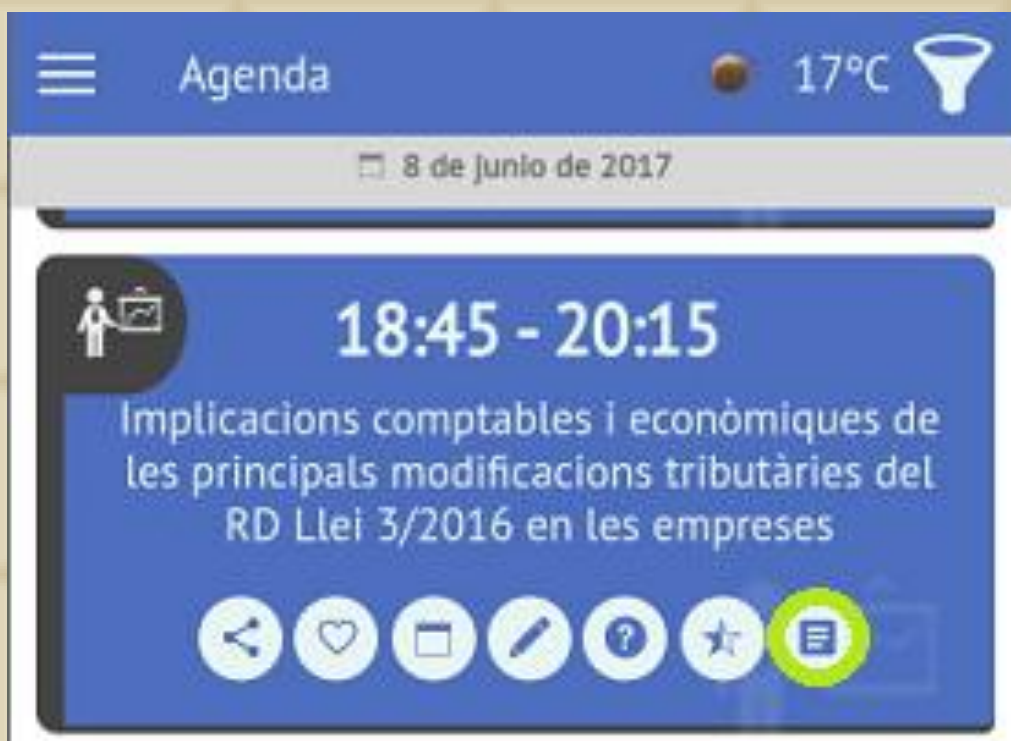 Agenda
17ºC
8 de junio de 2017
18:45 - 20:15
Implicacions comptables i econòmiques de
les principals modificacions tributàries del
RD Llei 3/2016 en les empreses
?